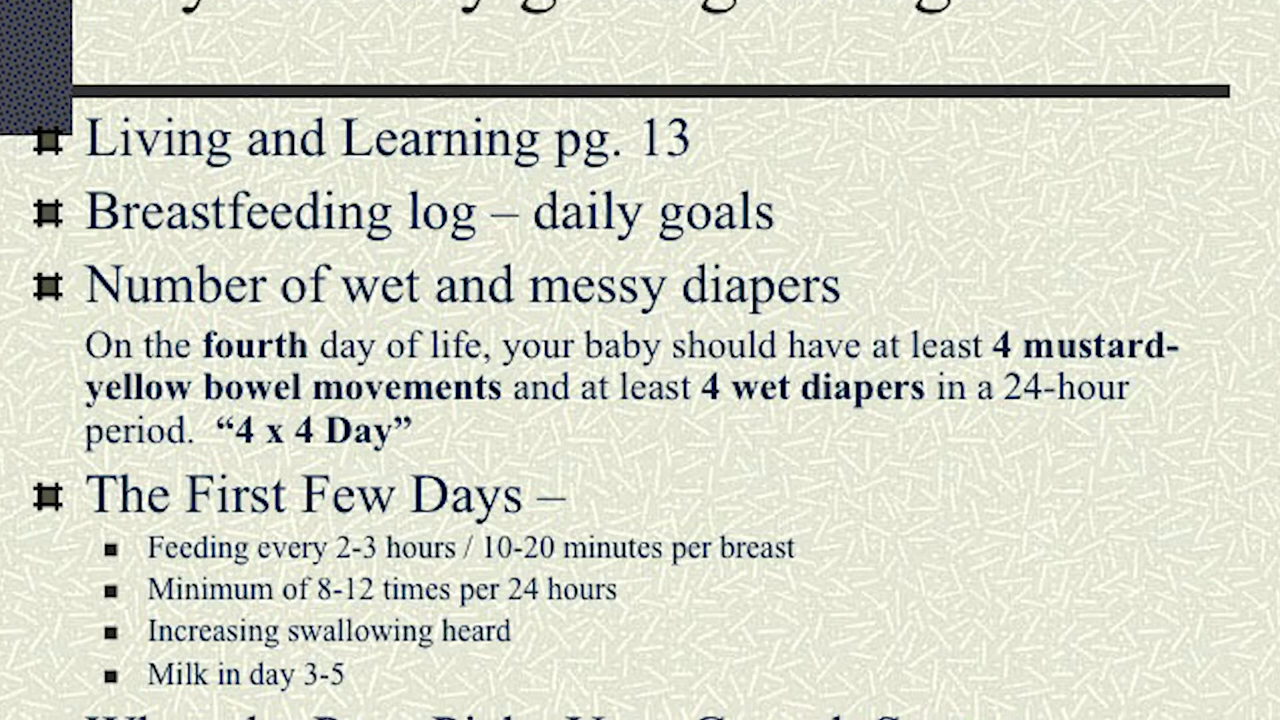 Living and Learning pg. 13
Breastfeeding log – daily goals
Number of wet and messy diapers
On the fourth day of life, your baby should have at least 4 mustard-
yellow bowel movements and at least 4 wet diapers in a 24-hour
period. “4 x 4 Day”
The First Few Days –
Feeding every 2-3 hours / 10-20 minutes per breast
Minimum of 8-12 times per 24 hours
Increasing swallowing heard
Milk in day 3-5